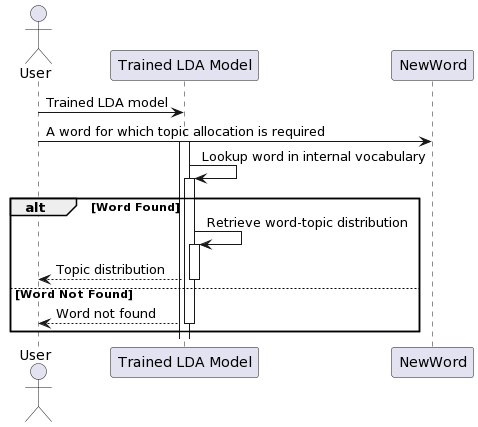 User
Trained LDA Model
NewWord
Trained LDA model
A word for which topic allocation is required
Lookup word in internal vocabulary
alt
[Word Found]
Retrieve word-topic distribution
Topic distribution
[Word Not Found]
Word not found
User
Trained LDA Model
NewWord